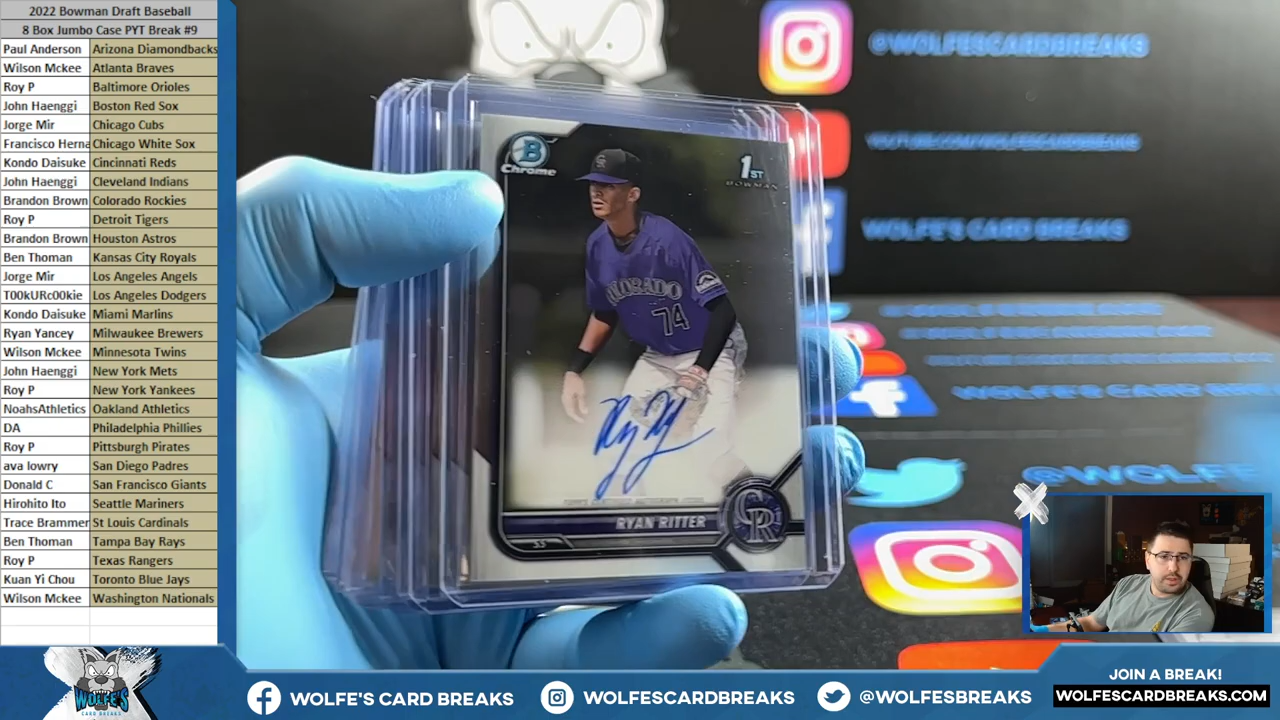 2022 Bowman Draft Baseball
8 Box Jumbo Case PYT Break #9
Paul Anderson Arizona Diamondbacks
Wilson Mckee Atlanta Braves
Roy P Baltimore Orioles
John Haenggi Boston Red Sox
Jorge Mir Chicago Cubs
Francisco Herna Chicago White Sox
Kondo Daisuke Cincinnati Reds
John Haenggi Cleveland Indians
Brandon Brown Colorado Rockies
Roy P Detroit Tigers
Brandon Brown Houston Astros
Ben Thoman Kansas City Royals
Jorge Mir Los Angeles Angels
T00kURc00kie Los Angeles Dodgers
Kondo Daisuke Miami Marlins
Ryan Yancey Milwaukee Brewers
Wilson Mckee Minnesota Twins
John Haenggi New York Mets
Roy P New York Yankees
NoahsAthletics Oakland Athletics
DA Philadelphia Phillies
Roy P Pittsburgh Pirates
ava lowry San Diego Padres
Donald C San Francisco Giants
Hirohito Ito Seattle Mariners
Trace Brammer St Louis Cardinals
Ben Thoman Tampa Bay Rays
Roy P Texas Rangers
Kuan Yi Chou Toronto Blue Jays
Wilson Mckee Washington Nationals
B
Chrome
1ST
BOWMAN
74
RYAN RITTER
CR
@WOLFESCARDBREAKS
YOUTUBE.COM/WOLFESCARDBREAKS
WOLFE'S CARD BREAKS
@WOLFE
WOLFE'S
CARD BREAKS
WOLFE'S CARD BREAKS
WOLFESCARDBREAKS
@WOLFESBREAKS
JOIN A BREAK!
WOLFESCARDBREAKS.COM